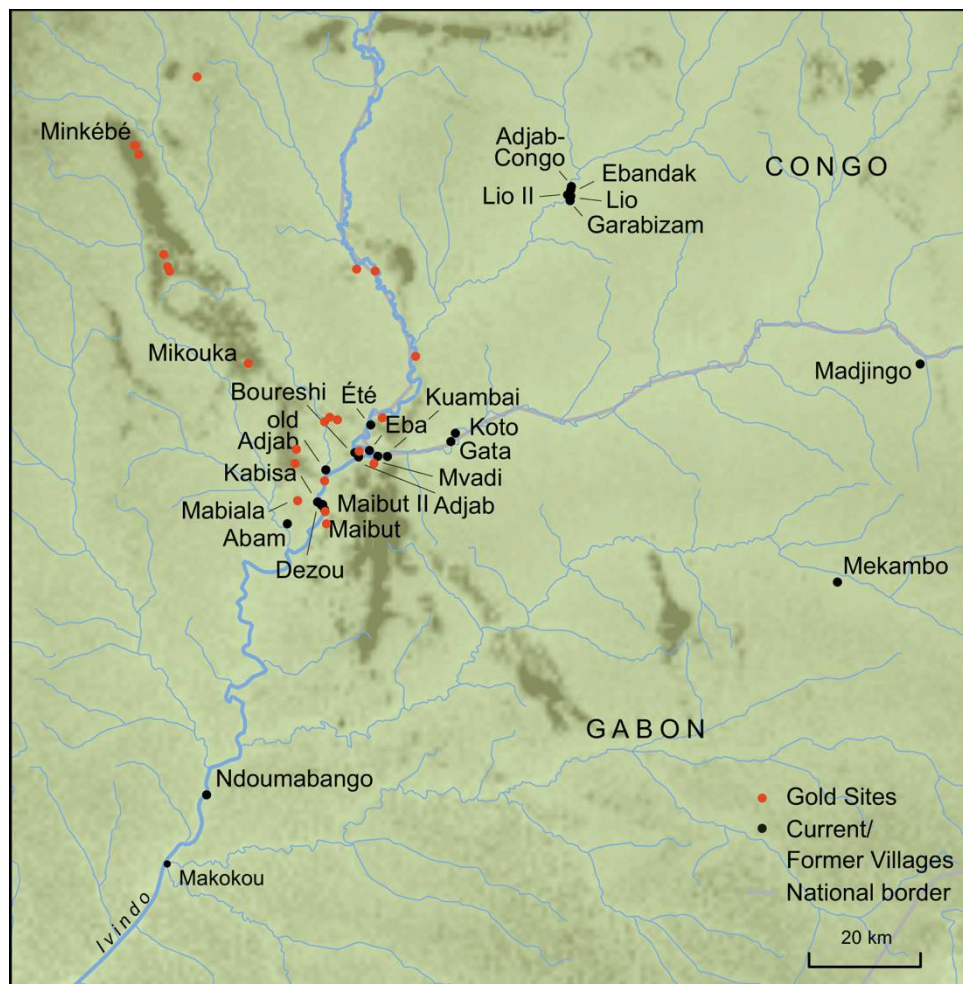 Minkébé
Adjab-
Congo
CONGO
Ebandak
Lio II
Lio
Garabizam
Mikouka
Madjingo
Boureshi
Été
Kuambai
old
Adjab
Eba
Koto
Gata
Kabisa
Mvadi
Mabiala
Maibut II
Adjab
Abam
Maibut
Dezou
Mekambo
GABON
Ndoumabango
Gold Sites
Current/
Former Villages
Makokou
National border
Ivindo
20 km